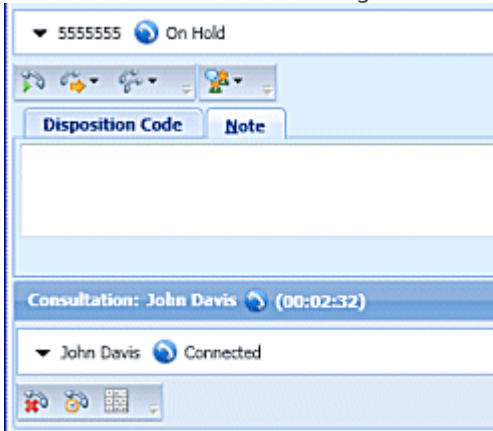 5555555 On Hold
Disposition Code Note
Consultation: John Davis (00:02:32)
John Davis Connected